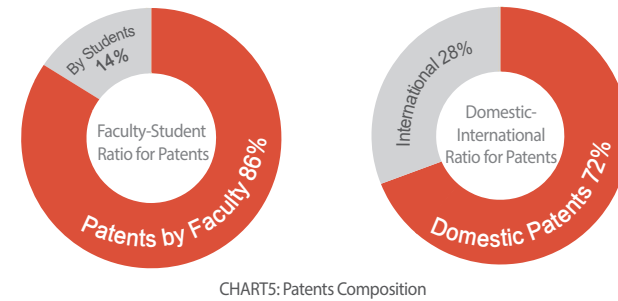 By Students
14%
Faculty-Student
Ratio for Patents
Patents by Faculty 86%
International 28%
Domestic-
International
Ratio for Patents
Domestic Patents 72%
CHART5: Patents Composition